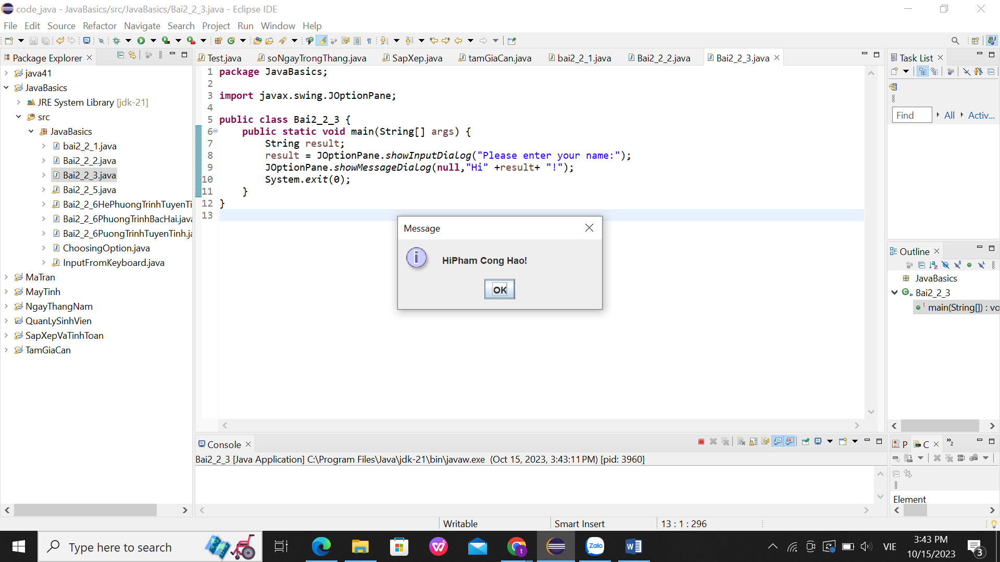 code_java - JavaBasics/src/JavaBasics/Bai2_2_3.java - Eclipse IDE
File Edit Source Refactor Navigate Search Project Run Window Help
Package Explorer
java41
JavaBasics
JRE System Library [jdk-21]
src
JavaBasics
bai2_2_1.java
Bai2_2_2.java
Bai2_2_3.java
Bai2_2_5.java
Bai2_2_6HePhuongTrinhTuyenTi
Bai2_2_6PhuongTrinhBacHai.java
Bai2_2_6PuongTrinhTuyenTinh.ja
ChoosingOption.java
InputFromKeyboard.java
MaTran
MayTinh
NgayThangNam
QuanLySinhVien
SapXepVaTinhToan
TamGiaCan
Test.java soNgayTrongThang.java SapXep.java tamGiaCan.java bai2_2_1.java Bai2_2_2.java Bai2_2_3.java
1 package JavaBasics;
2
3 import javax.swing.JOptionPane;
4
5 public class Bai2_2_3 {
6 public static void main(String[] args) {
7 String result;
8 result = JOptionPane.showInputDialog("Please enter your name:");
9 JOptionPane.showMessageDialog(null,"Hi" +result+ "!");
10 System.exit(0);
11 }
12 }
13
Message
HiPham Cong Hao!
OK
Task List
Find All Activ...
Outline
JavaBasics
Bai2_2_3
main(String[]) : vo
Console
Bai2_2_3 [Java Application] C:\Program Files\Java\jdk-21\bin\javaw.exe (Oct 15, 2023, 3:43:11 PM) [pid: 3960]
P C 2
Element
Writable Smart Insert 13 : 1 : 296
Type here to search
Zalo
VIE
3:43 PM
10/15/2023
3